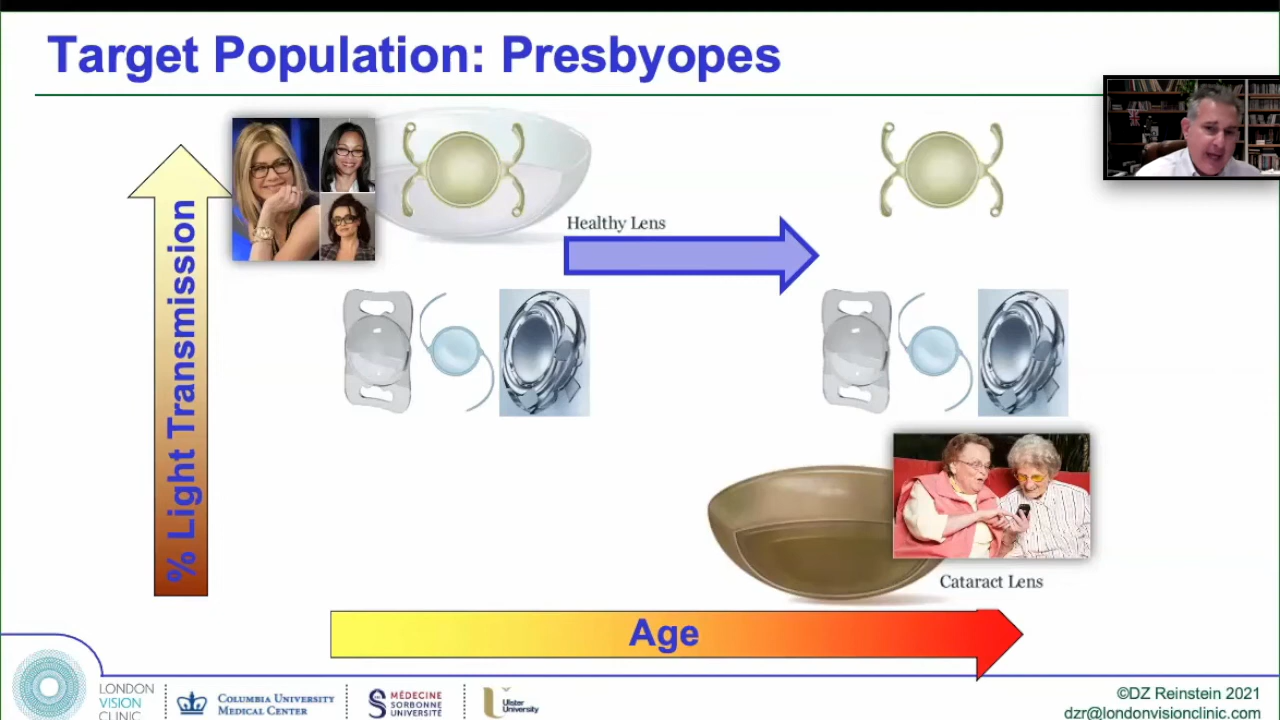 Target Population: Presbyopes
% Light Transmission
Healthy Lens
Cataract Lens
Age
LONDON
VISION
CLINIC
COLUMBIA UNIVERSITY
MEDICAL CENTER
MÉDECINE
SORBONNE
UNIVERSITÉ
Ulster
University
©DZ Reinstein 2021
dzr@londonvisionclinic.com